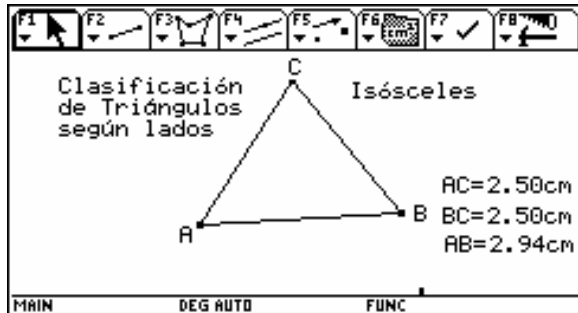 F1 F2 F3 F4 F5 F6 F7 F8
cm²
Clasificación
de Triángulos
según lados
C
Isósceles
A
B
AC=2.50cm
BC=2.50cm
AB=2.94cm
MAIN DEG AUTO FUNC